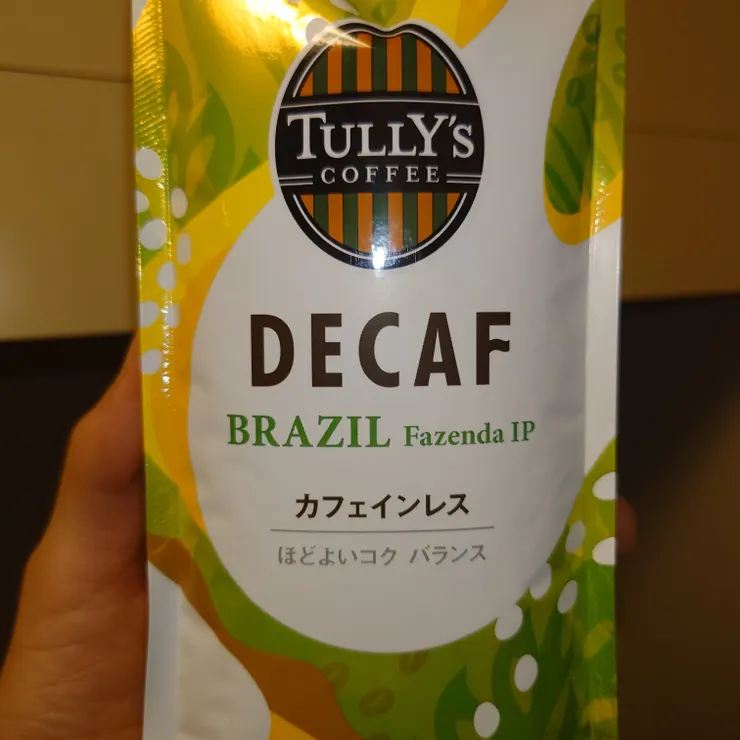 TULLY'S
COFFEE
DECAF
BRAZIL Fazenda IP
カフェインレス
ほどよいコク バランス